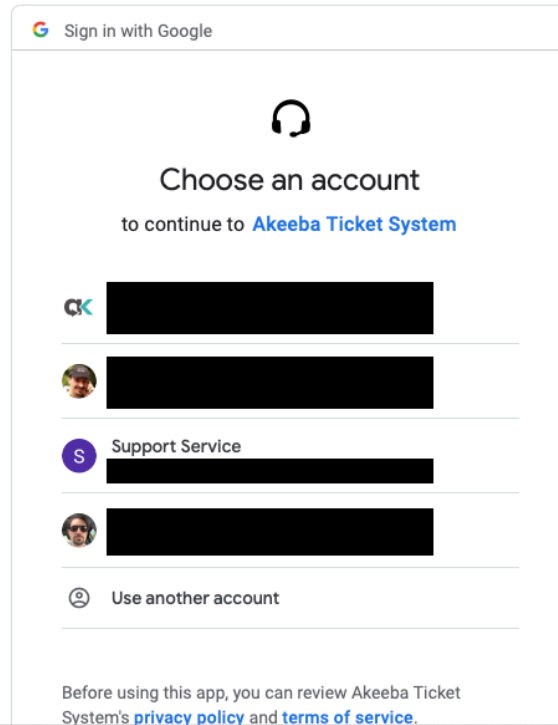 Sign in with Google
Choose an account
to continue to Akeeba Ticket System
S
Support Service
Use another account
Before using this app, you can review Akeeba Ticket
System's privacy policy and terms of service.